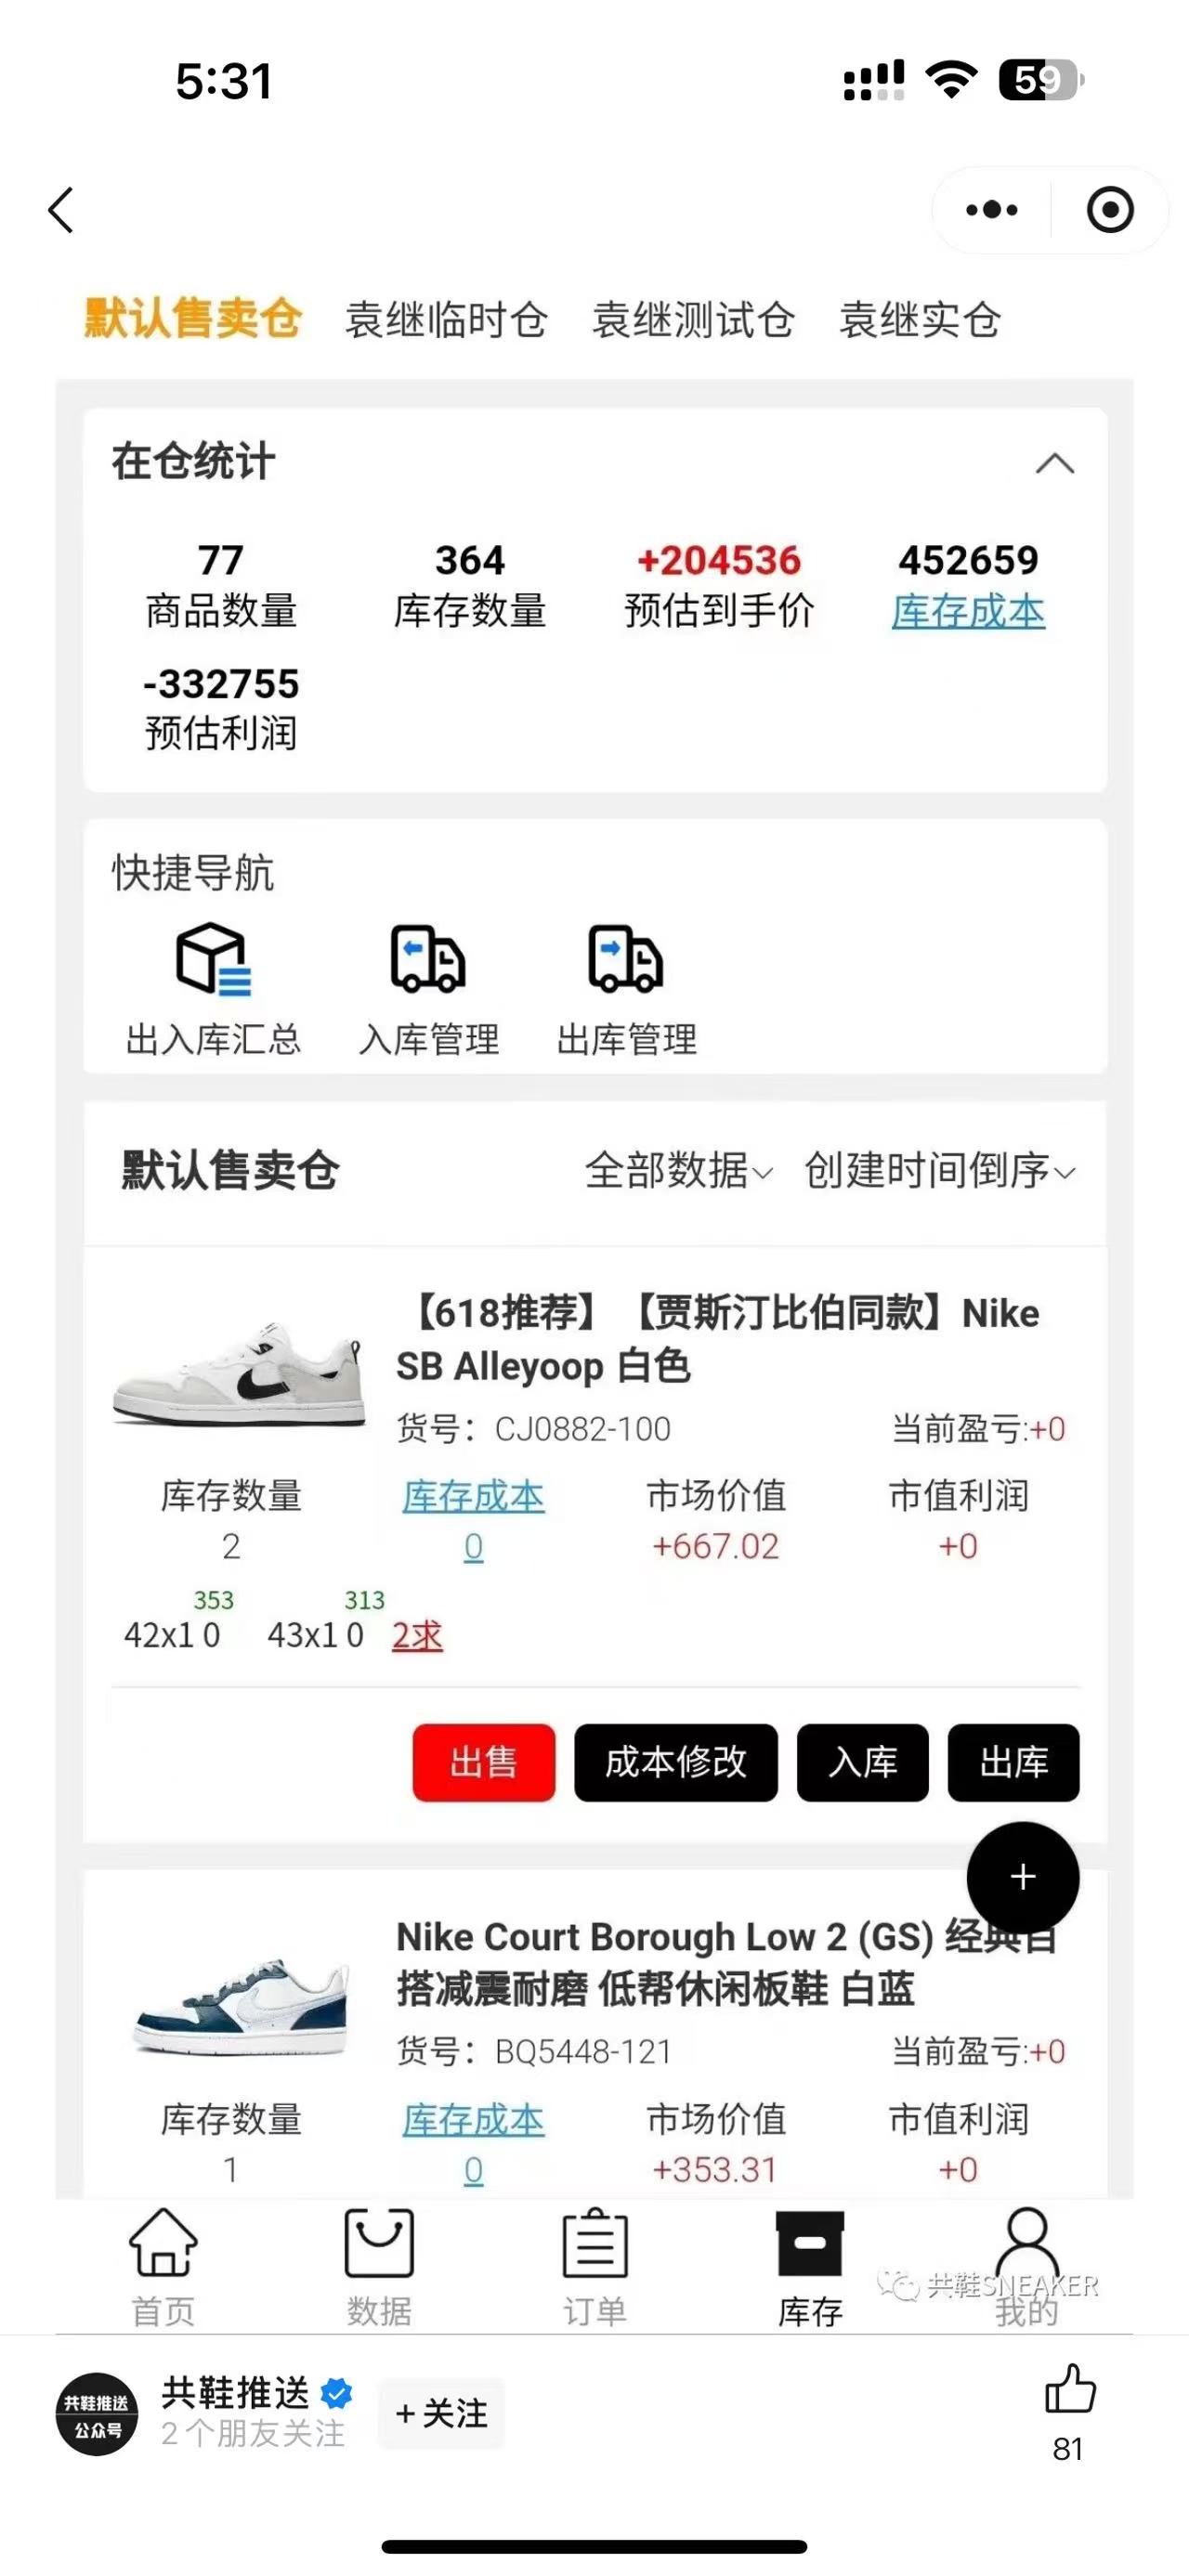 5:31
59
默认售卖仓 袁继临时仓 袁继测试仓 袁继实仓
在仓统计
77 364 +204536 452659
商品数量 库存数量 预估到手价 库存成本
-332755
预估利润
快捷导航
出入库汇总 入库管理 出库管理
默认售卖仓 全部数据 创建时间倒序
【618推荐】【贾斯汀比伯同款】Nike
SB Alleyoop 白色
货号：CJ0882-100 当前盈亏:+0
库存数量 库存成本 市场价值 市值利润
2 0 +667.02 +0
353 313
42x1 0 43x1 0 2求
出售 成本修改 入库 出库
+
Nike Court Borough Low 2 (GS) 经典百
搭减震耐磨 低帮休闲板鞋 白蓝
货号：BQ5448-121 当前盈亏:+0
库存数量 库存成本 市场价值 市值利润
1 0 +353.31 +0
共鞋SNEAKER
首页 数据 订单 库存 我的
共鞋推送
公众号
共鞋推送
2个朋友关注
+关注
81